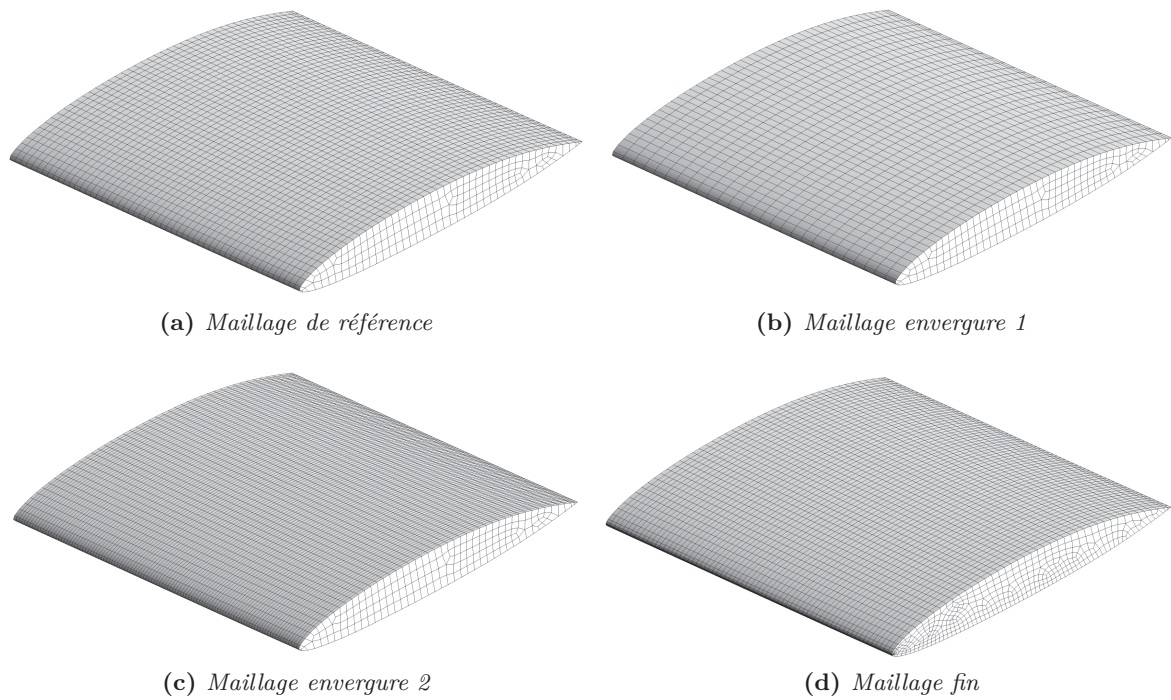 (a) Maillage de référence
(b) Maillage envergure 1
(c) Maillage envergure 2
(d) Maillage fin